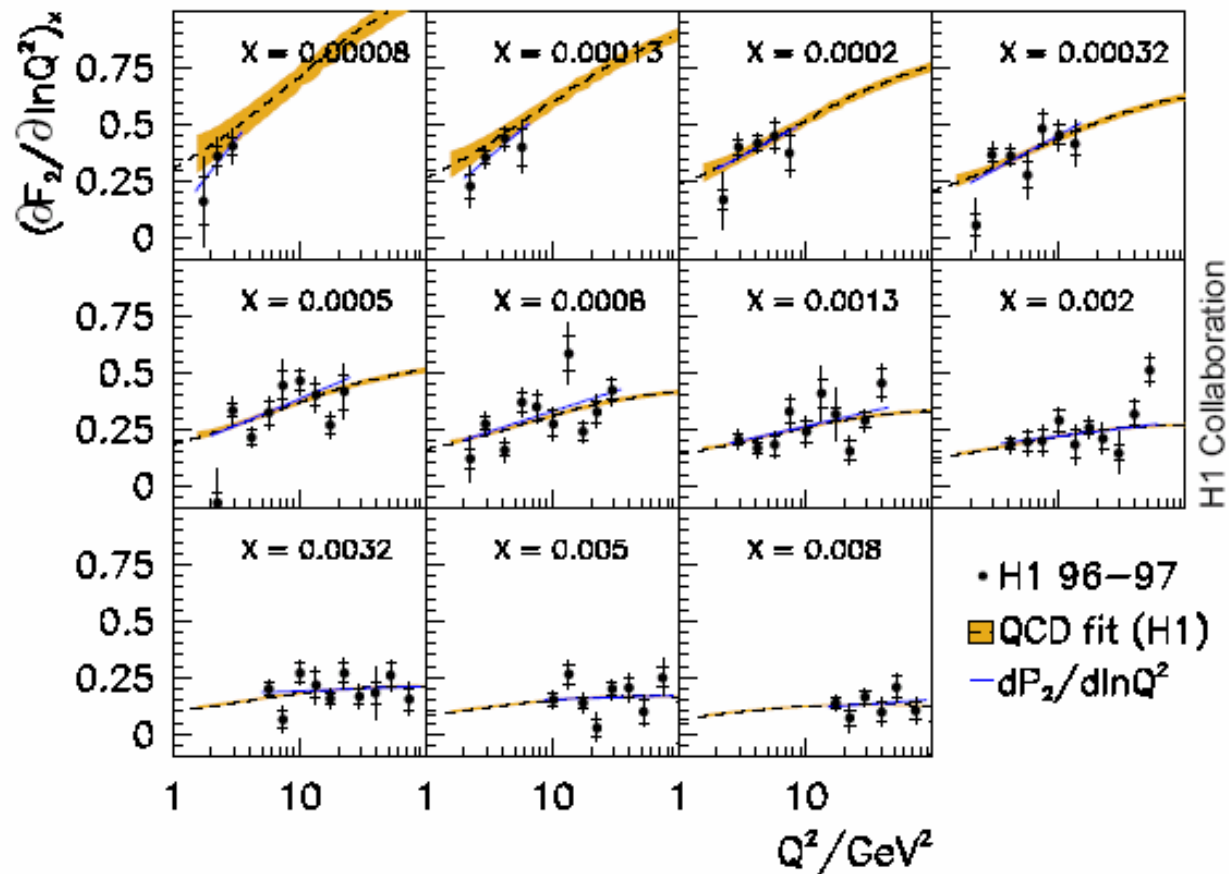 (∂F₂/∂lnQ²)ₓ
X = 0.00008
X = 0.00013
X = 0.0002
X = 0.00032
0.75
0.5
0.25
0
X = 0.0005
X = 0.0008
X = 0.0013
X = 0.002
0.75
0.5
0.25
0
X = 0.0032
X = 0.005
X = 0.008
0.75
0.5
0.25
0
H1 96−97
QCD fit (H1)
dP₂/dlnQ²
1
10
1
10
1
10
Q²/GeV²
H1 Collaboration